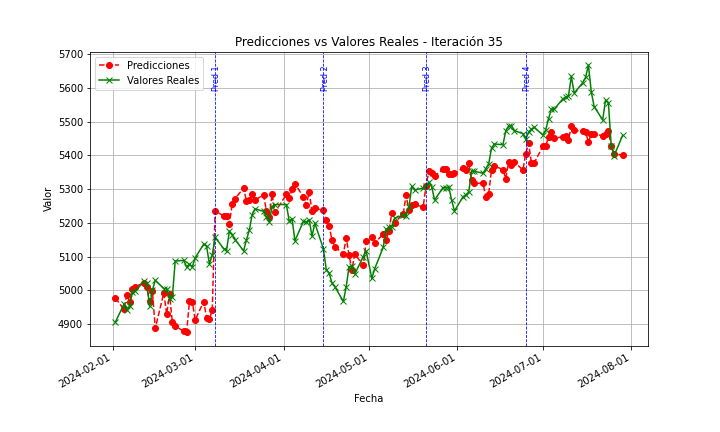 Predicciones vs Valores Reales - Iteración 35
Predicciones
Valores Reales
Pred 1
Pred 2
Pred 3
Pred 4
Valor
5700
5600
5500
5400
5300
5200
5100
5000
4900
2024-02-01
2024-03-01
2024-04-01
2024-05-01
2024-06-01
2024-07-01
2024-08-01
Fecha